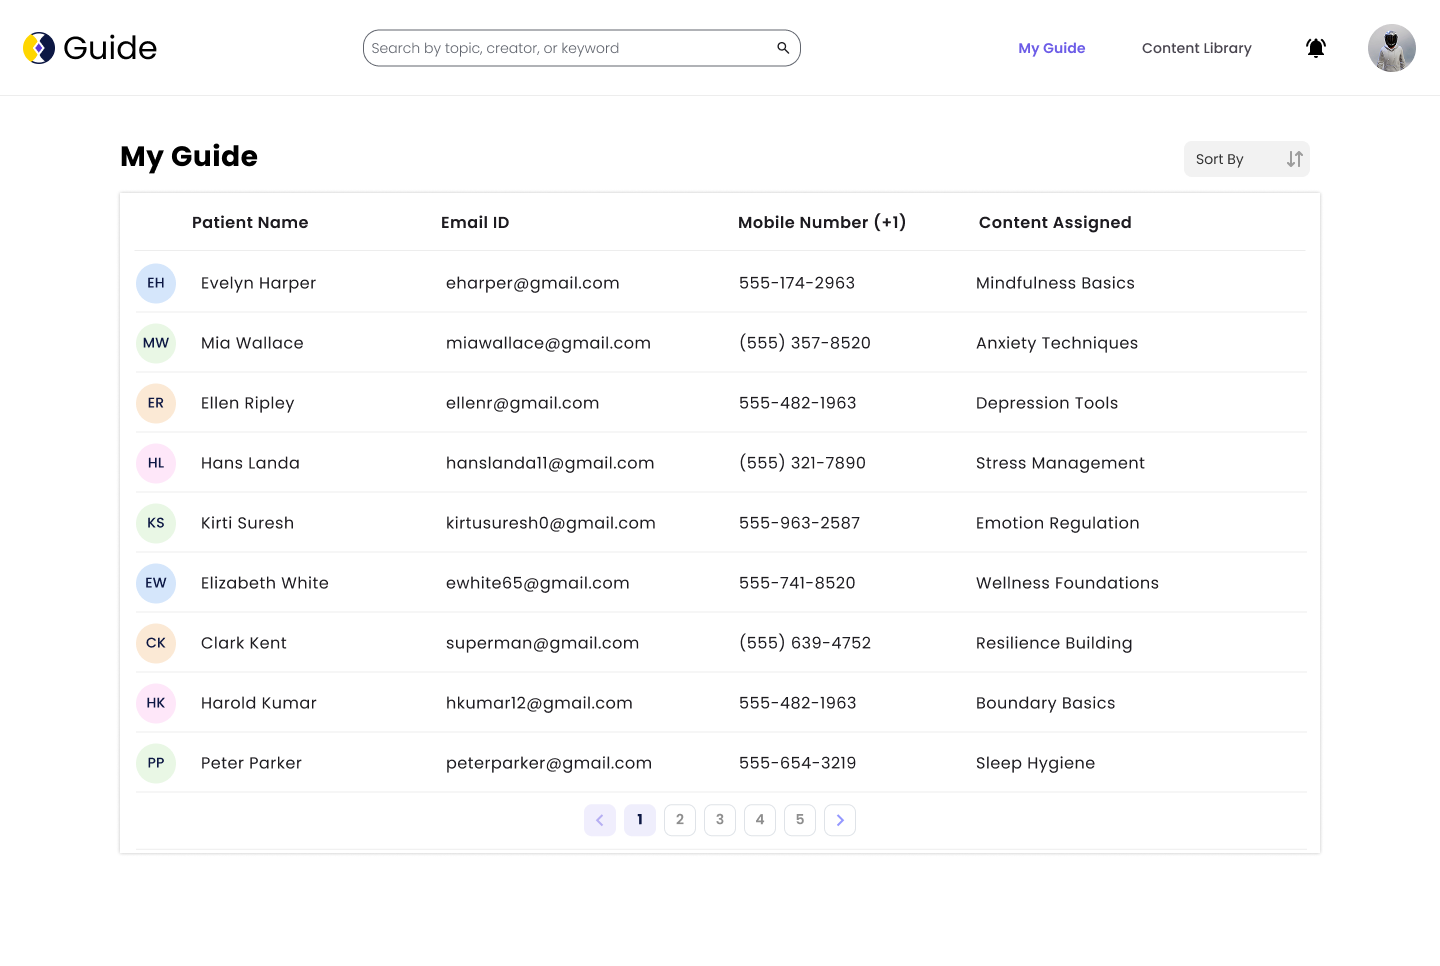 Guide
Search by topic, creator, or keyword
My Guide
Content Library
My Guide
Sort By
Patient Name Email ID Mobile Number (+1) Content Assigned
EH Evelyn Harper eharper@gmail.com 555-174-2963 Mindfulness Basics
MW Mia Wallace miawallace@gmail.com (555) 357-8520 Anxiety Techniques
ER Ellen Ripley ellenr@gmail.com 555-482-1963 Depression Tools
HL Hans Landa hanslanda11@gmail.com (555) 321-7890 Stress Management
KS Kirti Suresh kirtusuresh0@gmail.com 555-963-2587 Emotion Regulation
EW Elizabeth White ewhite65@gmail.com 555-741-8520 Wellness Foundations
CK Clark Kent superman@gmail.com (555) 639-4752 Resilience Building
HK Harold Kumar hkumar12@gmail.com 555-482-1963 Boundary Basics
PP Peter Parker peterparker@gmail.com 555-654-3219 Sleep Hygiene
1 2 3 4 5